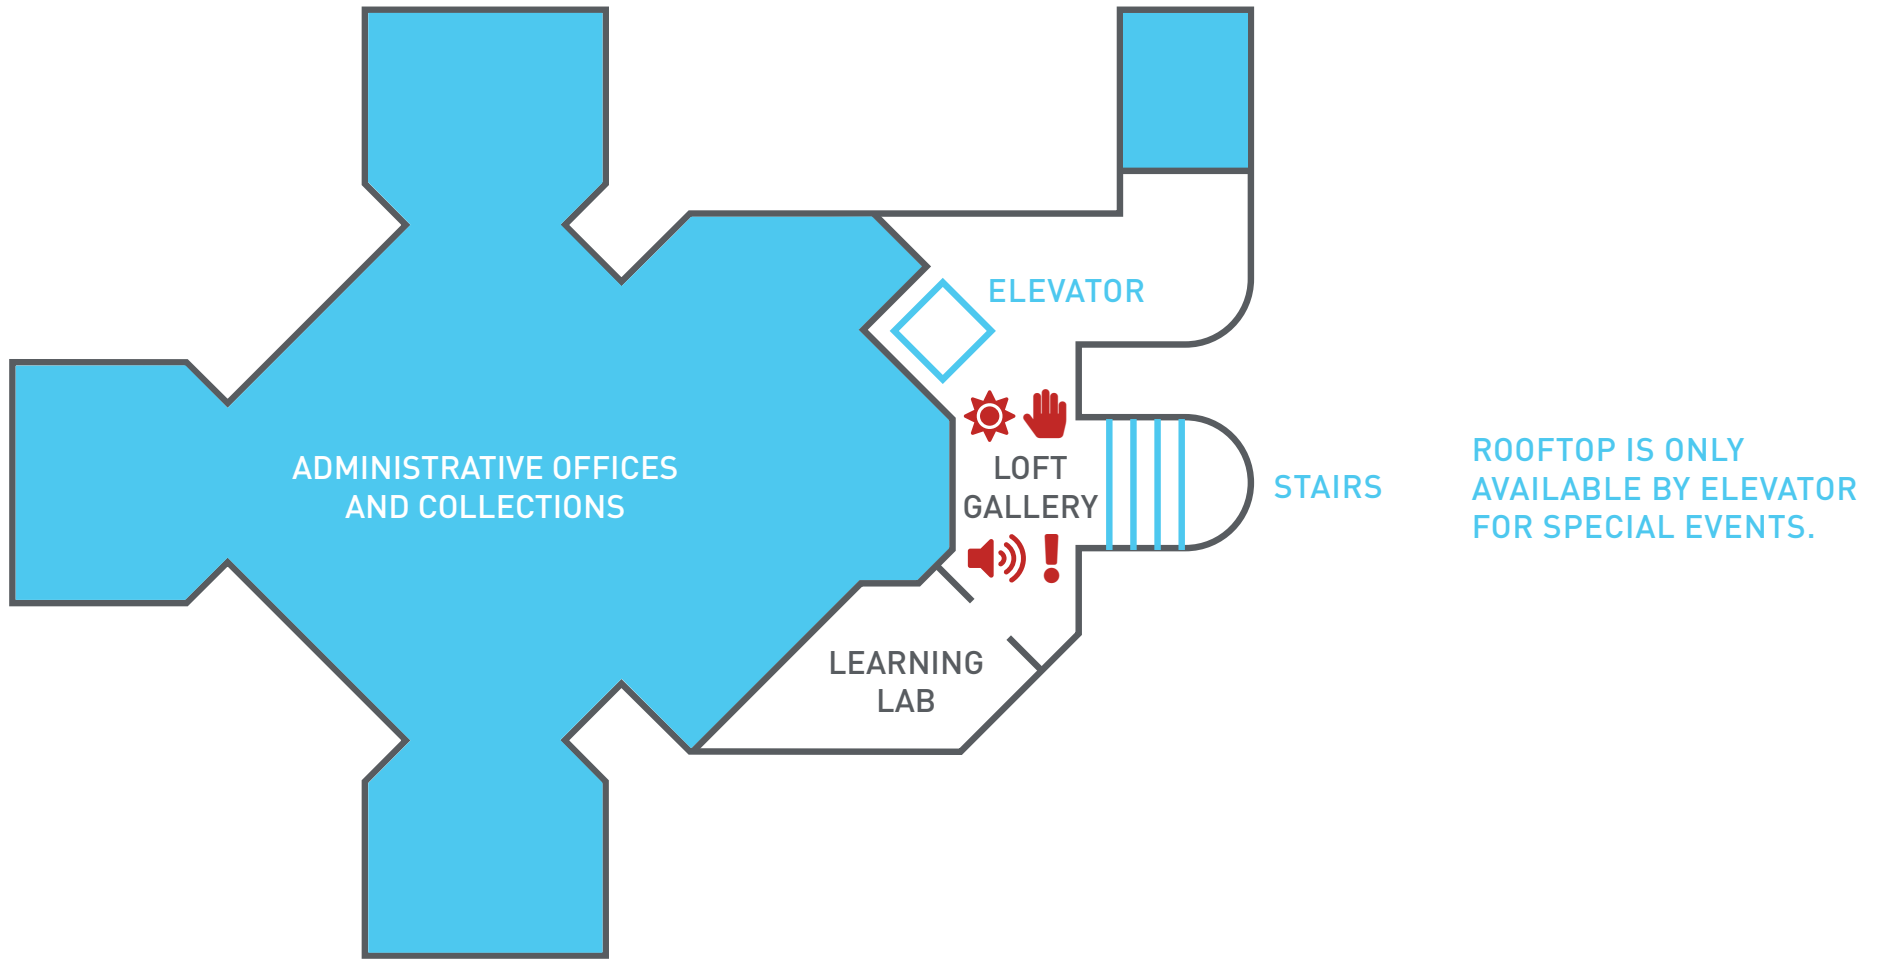 ELEVATOR
ADMINISTRATIVE OFFICES
AND COLLECTIONS
LOFT
GALLERY
STAIRS
ROOFTOP IS ONLY
AVAILABLE BY ELEVATOR
FOR SPECIAL EVENTS.
LEARNING
LAB